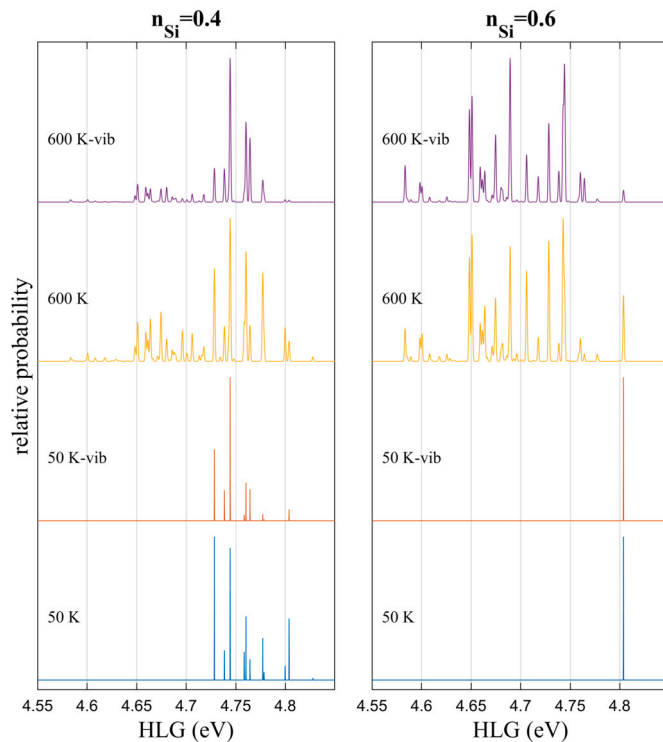 n_Si=0.4
n_Si=0.6
relative probability
600 K-vib
600 K
50 K-vib
50 K
600 K-vib
600 K
50 K-vib
50 K
4.55 4.6 4.65 4.7 4.75 4.8
4.55 4.6 4.65 4.7 4.75 4.8
HLG (eV)
HLG (eV)